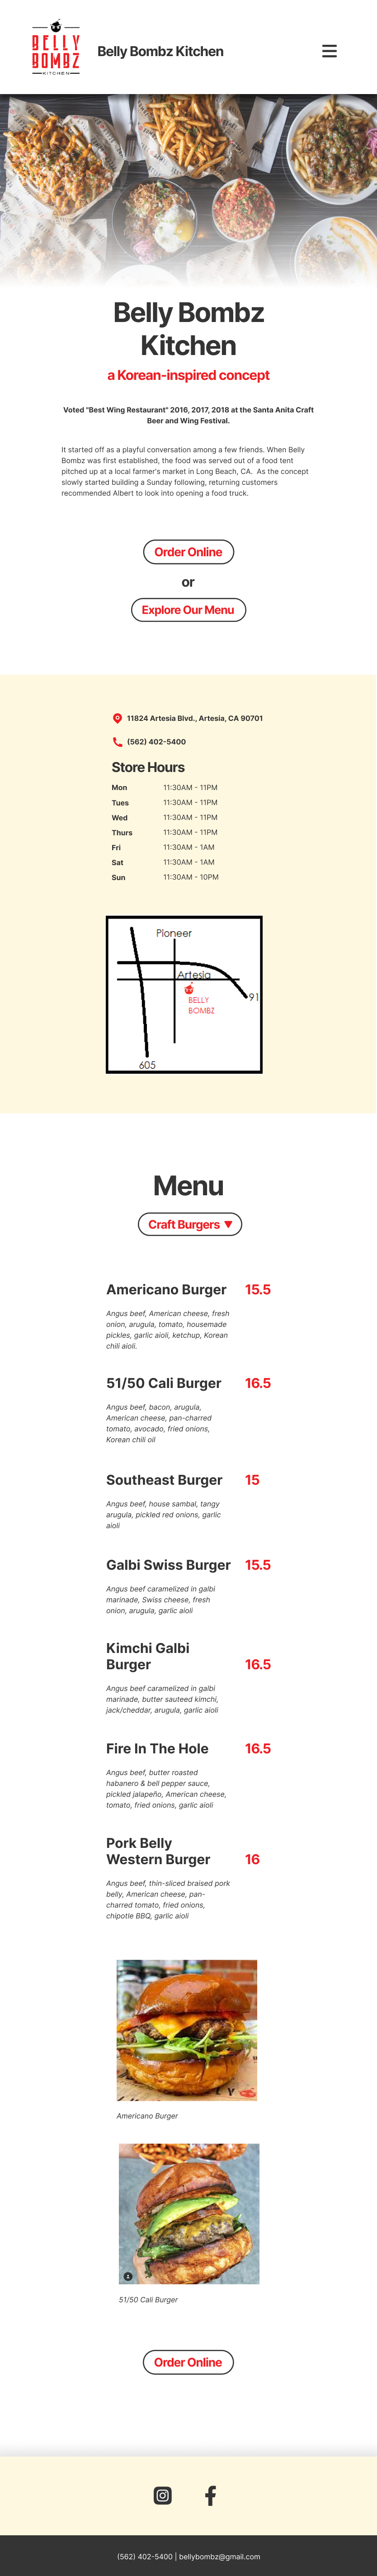 BELLY
BOMBZ
KITCHEN
Belly Bombz Kitchen
Belly Bombz
Kitchen
a Korean-inspired concept
Voted "Best Wing Restaurant" 2016, 2017, 2018 at the Santa Anita Craft
Beer and Wing Festival.
It started off as a playful conversation among a few friends. When Belly
Bombz was first established, the food was served out of a food tent
pitched up at a local farmer's market in Long Beach, CA.  As the concept
slowly started building a Sunday following, returning customers
recommended Albert to look into opening a food truck.
Order Online
or
Explore Our Menu
11824 Artesia Blvd., Artesia, CA 90701
(562) 402-5400
Store Hours
Mon 11:30AM - 11PM
Tues 11:30AM - 11PM
Wed 11:30AM - 11PM
Thurs 11:30AM - 11PM
Fri 11:30AM - 1AM
Sat 11:30AM - 1AM
Sun 11:30AM - 10PM
Pioneer
Artesia
91
BELLY
BOMBZ
605
Menu
Craft Burgers
Americano Burger 15.5
Angus beef, American cheese, fresh
onion, arugula, tomato, housemade
pickles, garlic aioli, ketchup, Korean
chili aioli.
51/50 Cali Burger 16.5
Angus beef, bacon, arugula,
American cheese, pan-charred
tomato, avocado, fried onions,
Korean chili oil
Southeast Burger 15
Angus beef, house sambal, tangy
arugula, pickled red onions, garlic
aioli
Galbi Swiss Burger 15.5
Angus beef caramelized in galbi
marinade, Swiss cheese, fresh
onion, arugula, garlic aioli
Kimchi Galbi
Burger 16.5
Angus beef caramelized in galbi
marinade, butter sauteed kimchi,
jack/cheddar, arugula, garlic aioli
Fire In The Hole 16.5
Angus beef, butter roasted
habanero & bell pepper sauce,
pickled jalapeño, American cheese,
tomato, fried onions, garlic aioli
Pork Belly
Western Burger 16
Angus beef, thin-sliced braised pork
belly, American cheese, pan-
charred tomato, fried onions,
chipotle BBQ, garlic aioli
Americano Burger
51/50 Cali Burger
Order Online
(562) 402-5400 | bellybombz@gmail.com